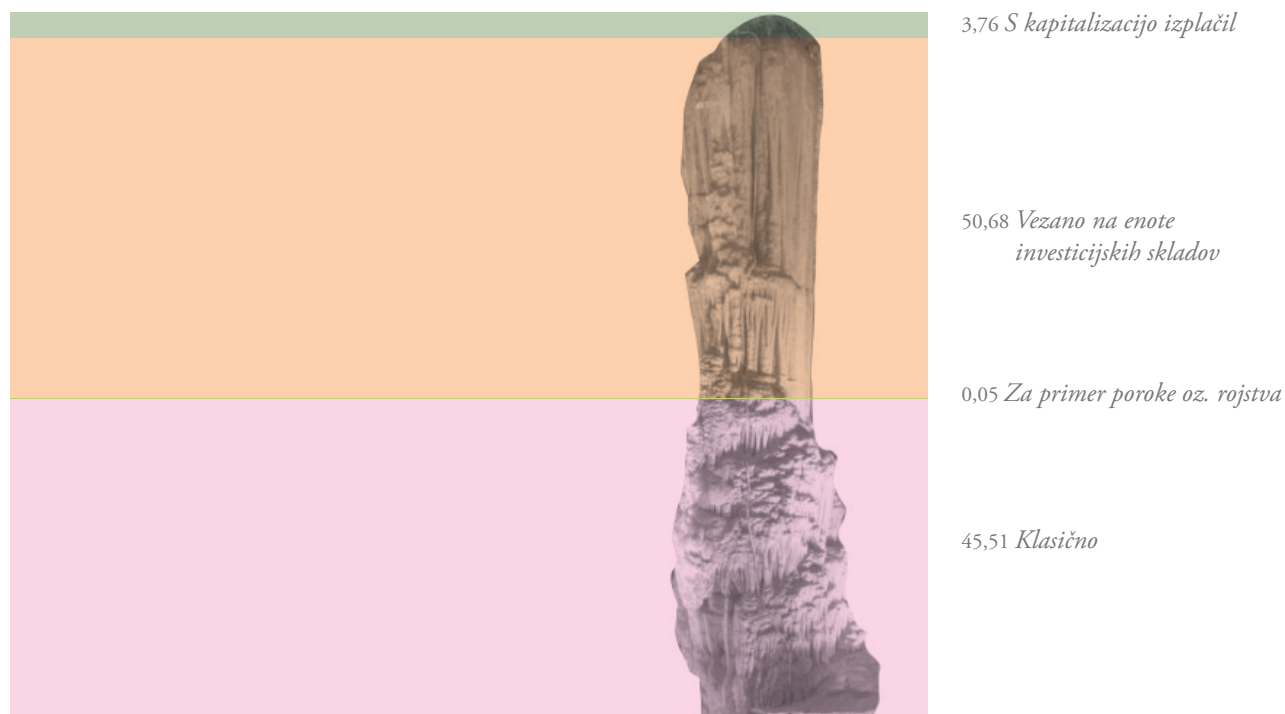 3,76 S kapitalizacijo izplačil
50,68 Vezano na enote
investicijskih skladov
0,05 Za primer poroke oz. rojstva
45,51 Klasično